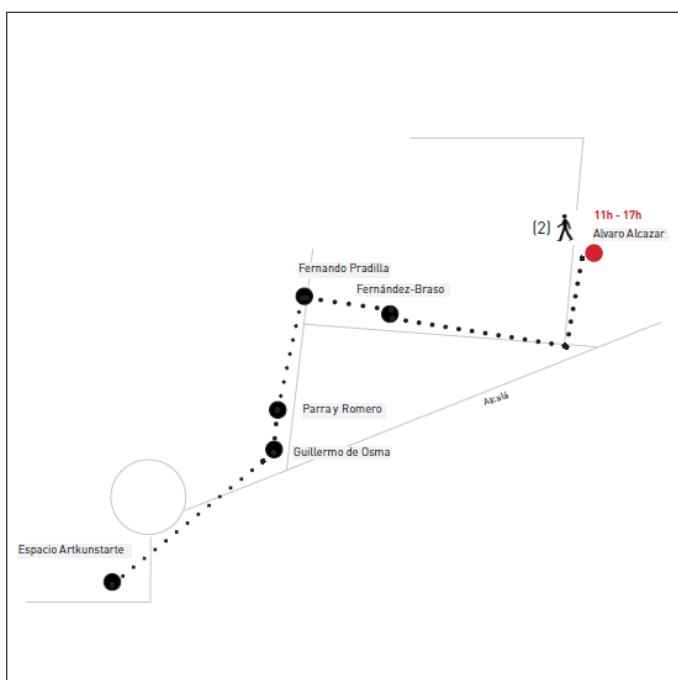 11h - 17h
(2)
Alvaro Alcazar
Fernando Pradilla
Fernández-Braso
Alcalá
Parra y Romero
Guillermo de Osma
Espacio Artkunstarte